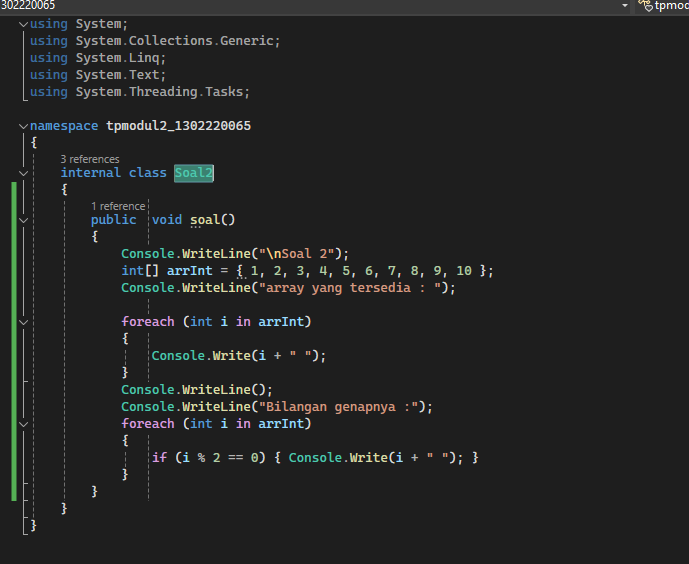 302220065
tpmod
using System;
using System.Collections.Generic;
using System.Linq;
using System.Text;
using System.Threading.Tasks;
namespace tpmodul2_1302220065
{
3 references
internal class Soal2
{
1 reference
public void soal()
{
Console.WriteLine("\nSoal 2");
int[] arrInt = { 1, 2, 3, 4, 5, 6, 7, 8, 9, 10 };
Console.WriteLine("array yang tersedia : ");
foreach (int i in arrInt)
{
Console.Write(i + " ");
}
Console.WriteLine();
Console.WriteLine("Bilangan genapnya :");
foreach (int i in arrInt)
{
if (i % 2 == 0) { Console.Write(i + " "); }
}
}
}
}